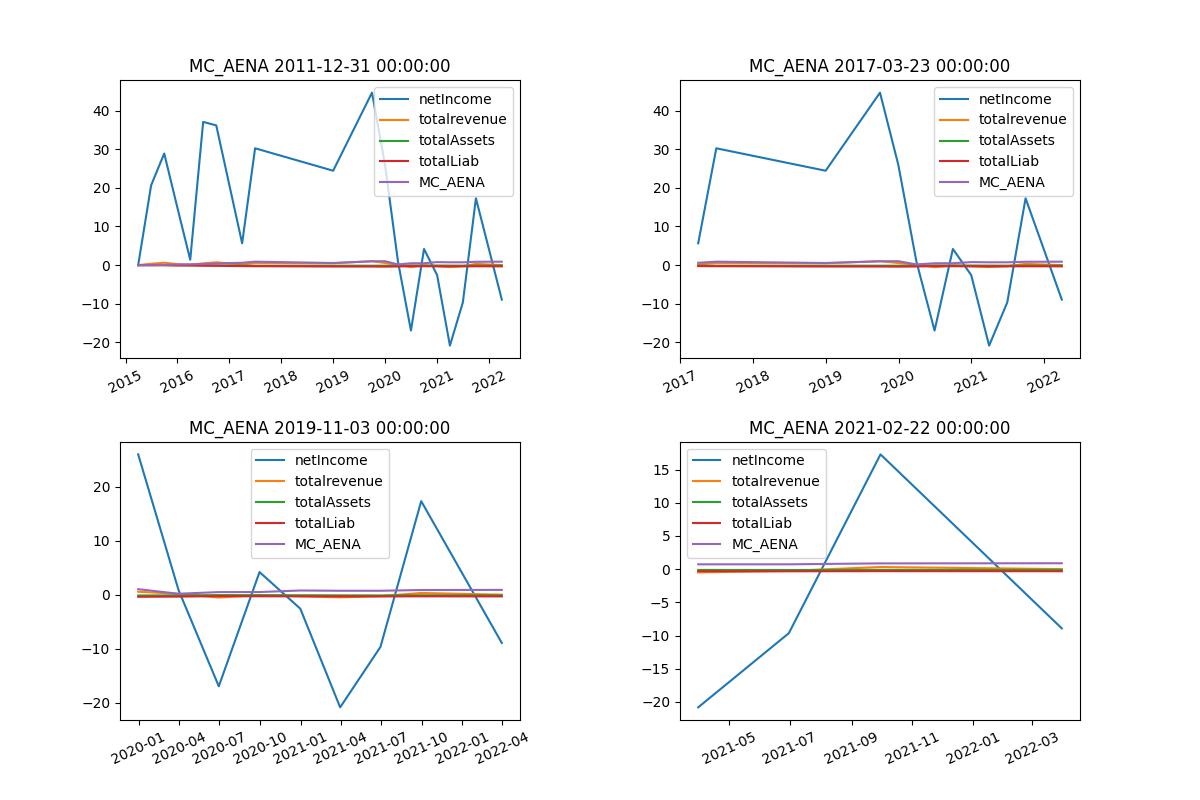 MC_AENA 2011-12-31 00:00:00
40
30
20
10
0
−10
−20
netIncome
totalrevenue
totalAssets
totalLiab
MC_AENA
2015 2016 2017 2018 2019 2020 2021 2022
MC_AENA 2017-03-23 00:00:00
40
30
20
10
0
−10
−20
netIncome
totalrevenue
totalAssets
totalLiab
MC_AENA
2017 2018 2019 2020 2021 2022
MC_AENA 2019-11-03 00:00:00
20
10
0
−10
−20
netIncome
totalrevenue
totalAssets
totalLiab
MC_AENA
2020-01 2020-04 2020-07 2020-10 2021-01 2021-04 2021-07 2021-10 2022-01 2022-04
MC_AENA 2021-02-22 00:00:00
15
10
5
0
−5
−10
−15
−20
netIncome
totalrevenue
totalAssets
totalLiab
MC_AENA
2021-05 2021-07 2021-09 2021-11 2022-01 2022-03